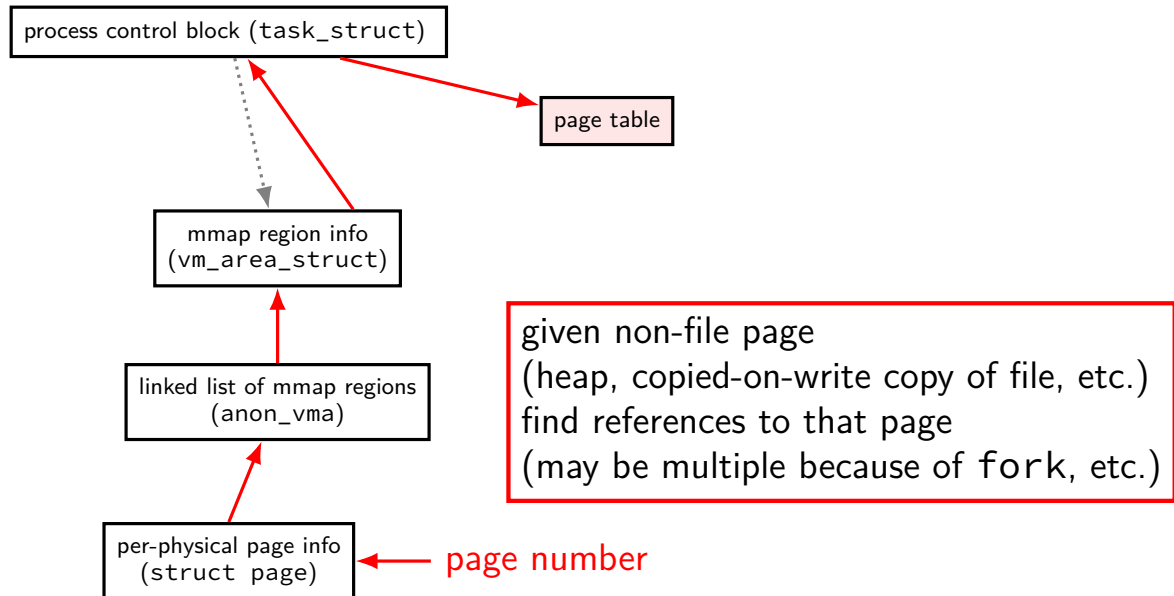 process control block (task_struct)
page table
mmap region info
(vm_area_struct)
linked list of mmap regions
(anon_vma)
given non-file page
(heap, copied-on-write copy of file, etc.)
find references to that page
(may be multiple because of fork, etc.)
per-physical page info
(struct page)
page number